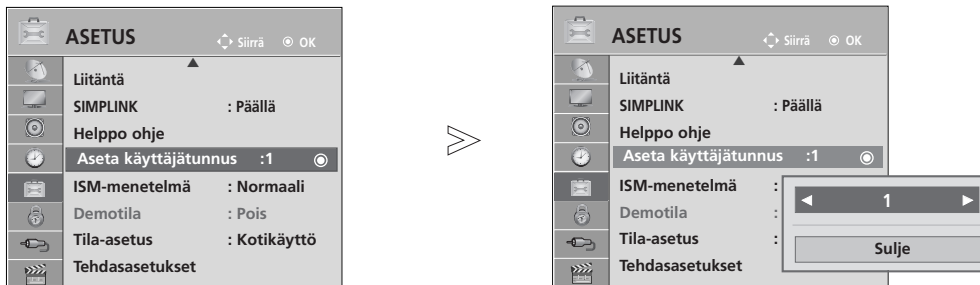 ASETUS
Siirrä OK
Liitäntä
SIMPLINK : Päällä
Helppo ohje
Aseta käyttäjätunnus :1
ISM-menetelmä : Normaali
Demotila : Pois
Tila-asetus : Kotikäyttö
Tehdasasetukset
ASETUS
Siirrä OK
Liitäntä
SIMPLINK : Päällä
Helppo ohje
Aseta käyttäjätunnus :1
ISM-menetelmä :
Demotila :
Tila-asetus :
Tehdasasetukset
1
Sulje